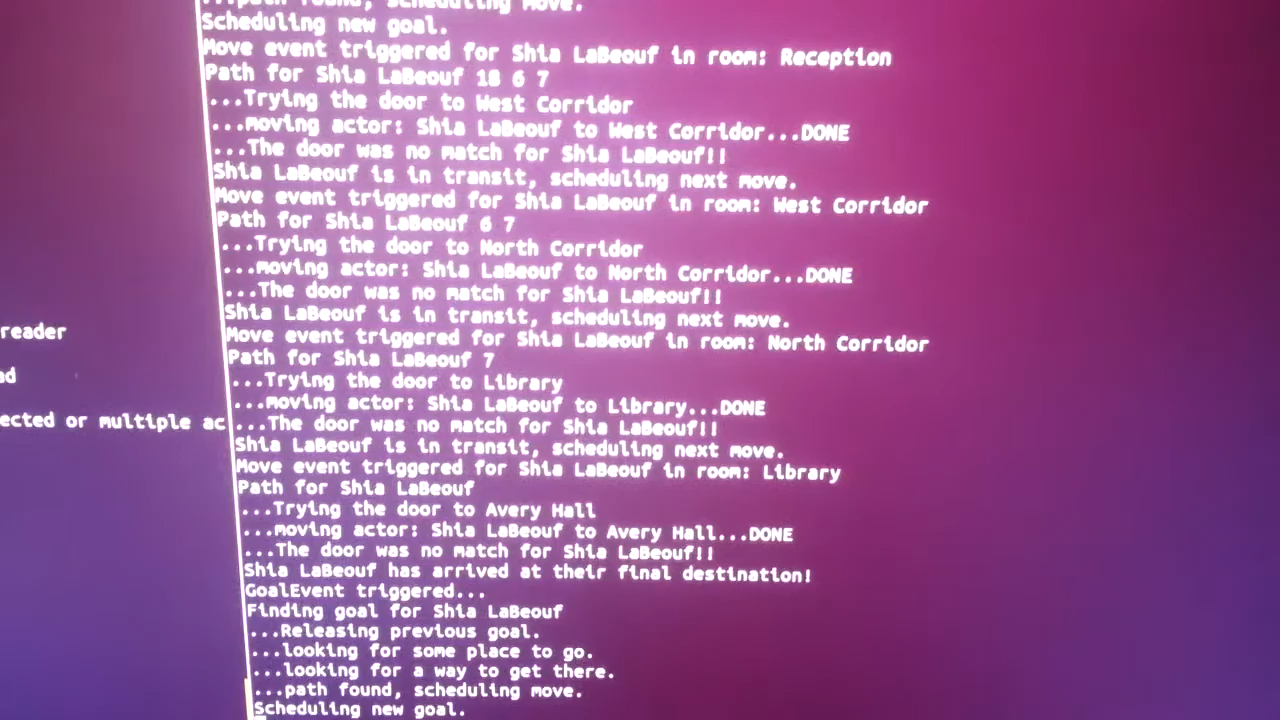 ...path found, scheduling move.
Scheduling new goal.
Move event triggered for Shia LaBeouf in room: Reception
Path for Shia LaBeouf 18 6 7
...Trying the door to West Corridor
...moving actor: Shia LaBeouf to West Corridor...DONE
...The door was no match for Shia LaBeouf!!
Shia LaBeouf is in transit, scheduling next move.
Move event triggered for Shia LaBeouf in room: West Corridor
Path for Shia LaBeouf 6 7
...Trying the door to North Corridor
...moving actor: Shia LaBeouf to North Corridor...DONE
...The door was no match for Shia LaBeouf!!
Shia LaBeouf is in transit, scheduling next move.
Move event triggered for Shia LaBeouf in room: North Corridor
Path for Shia LaBeouf 7
...Trying the door to Library
...moving actor: Shia LaBeouf to Library...DONE
...The door was no match for Shia LaBeouf!!
Shia LaBeouf is in transit, scheduling next move.
Move event triggered for Shia LaBeouf in room: Library
Path for Shia LaBeouf
...Trying the door to Avery Hall
...moving actor: Shia LaBeouf to Avery Hall...DONE
...The door was no match for Shia LaBeouf!!
Shia LaBeouf has arrived at their final destination!
GoalEvent triggered...
Finding goal for Shia LaBeouf
...Releasing previous goal.
...looking for some place to go.
...looking for a way to get there.
...path found, scheduling move.
Scheduling new goal.
reader
ad
ected or multiple ac